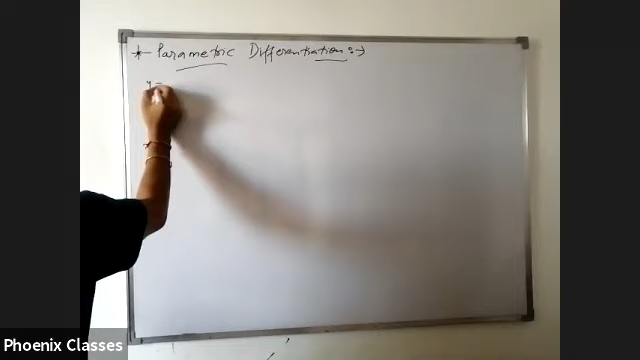 * Parametric Differentiation :→
y =
Phoenix Classes